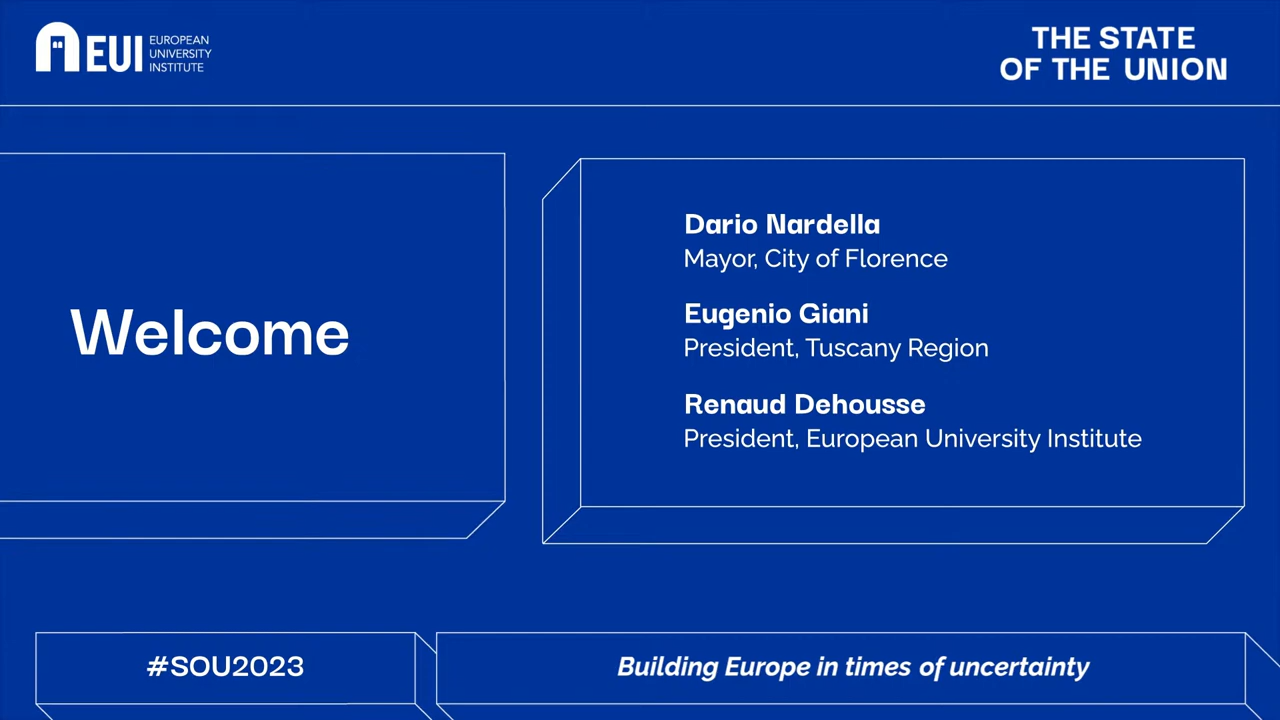 EUI
EUROPEAN
UNIVERSITY
INSTITUTE
THE STATE
OF THE UNION
Welcome
Dario Nardella
Mayor, City of Florence
Eugenio Giani
President, Tuscany Region
Renaud Dehousse
President, European University Institute
#SOU2023
Building Europe in times of uncertainty